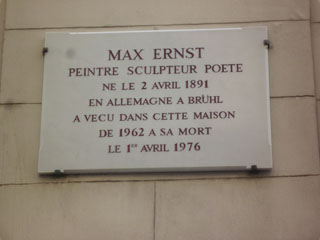 MAX ERNST
PEINTRE SCULPTEUR POETE
NE LE 2 AVRIL 1891
EN ALLEMAGNE A BRÜHL
A VECU DANS CETTE MAISON
DE 1962 A SA MORT
LE 1ER AVRIL 1976